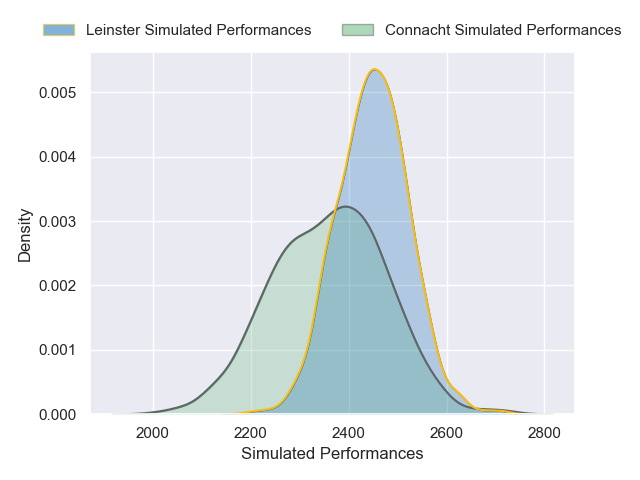 Leinster Simulated Performances
Connacht Simulated Performances
0.005
0.004
0.003
0.002
0.001
0.000
Density
2000
2200
2400
2600
2800
Simulated Performances